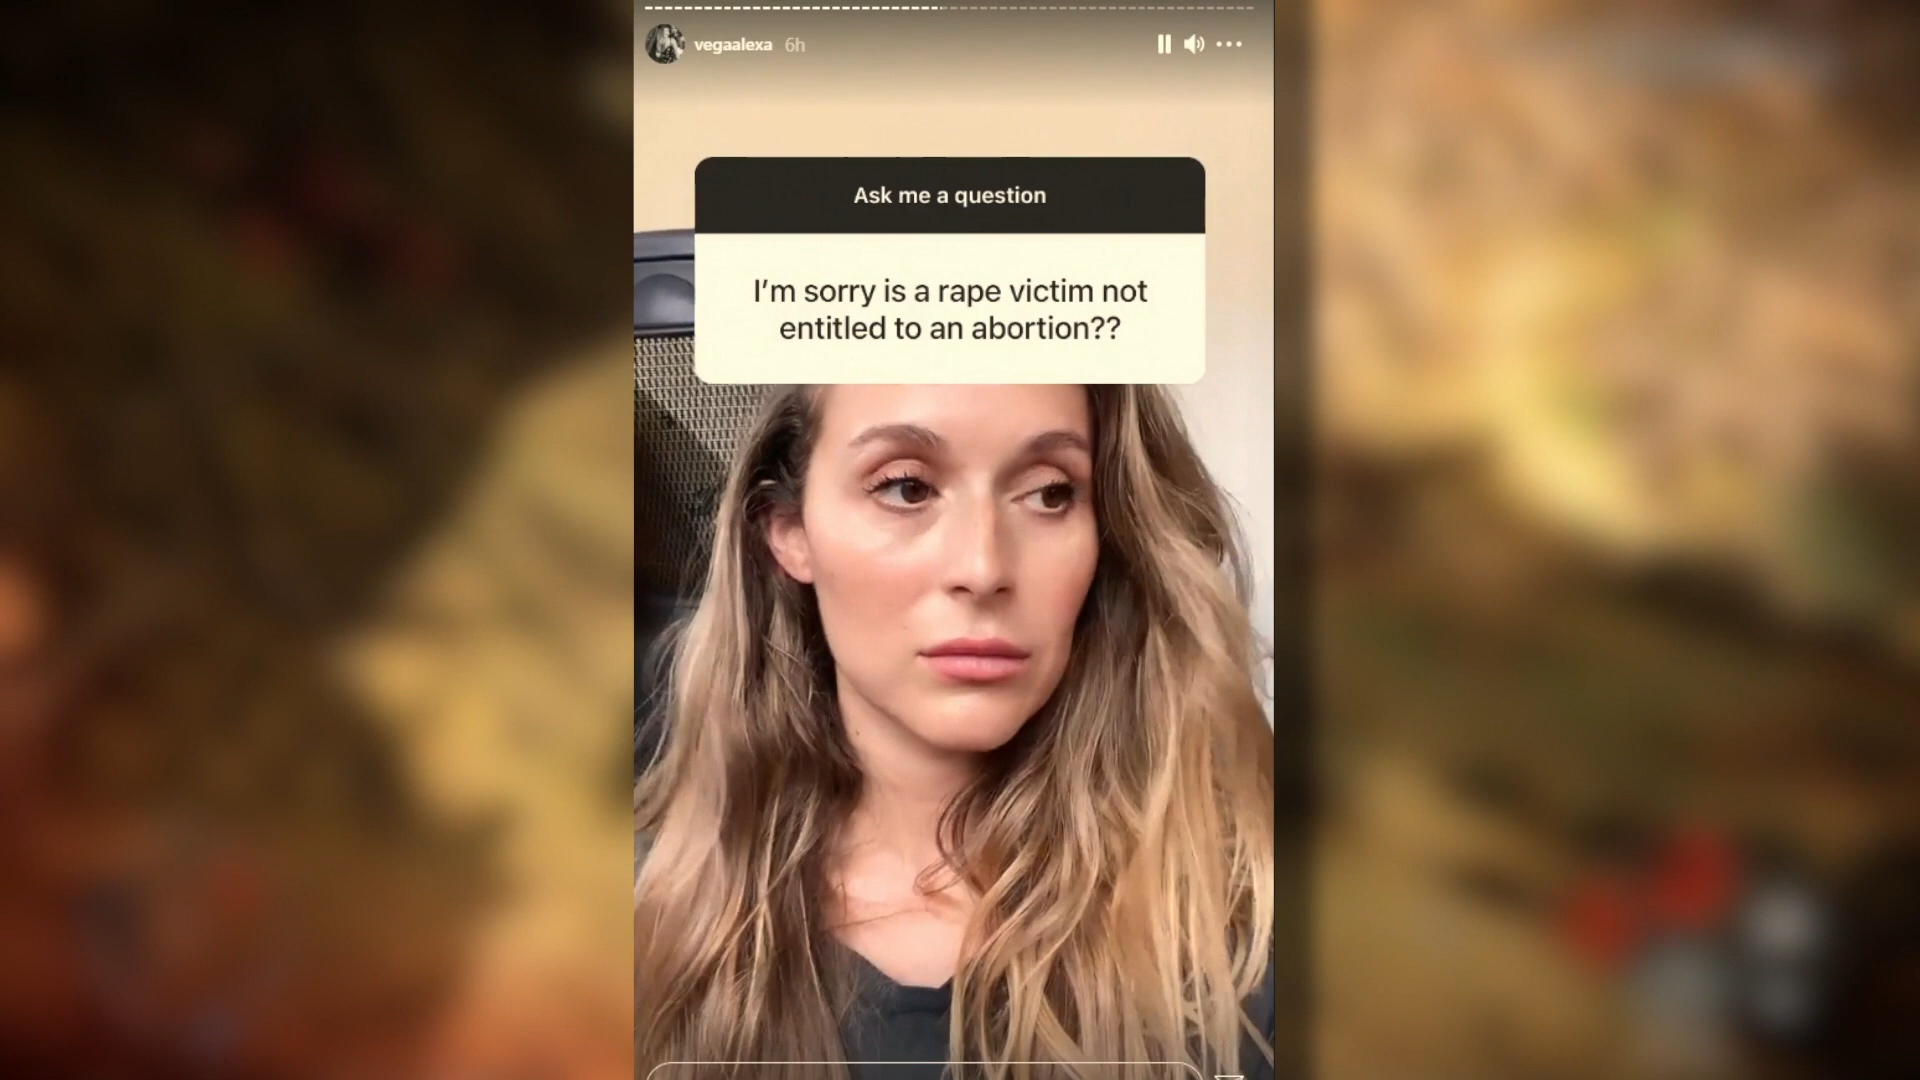 vegaalexa 6h
Ask me a question
I'm sorry is a rape victim not
entitled to an abortion??